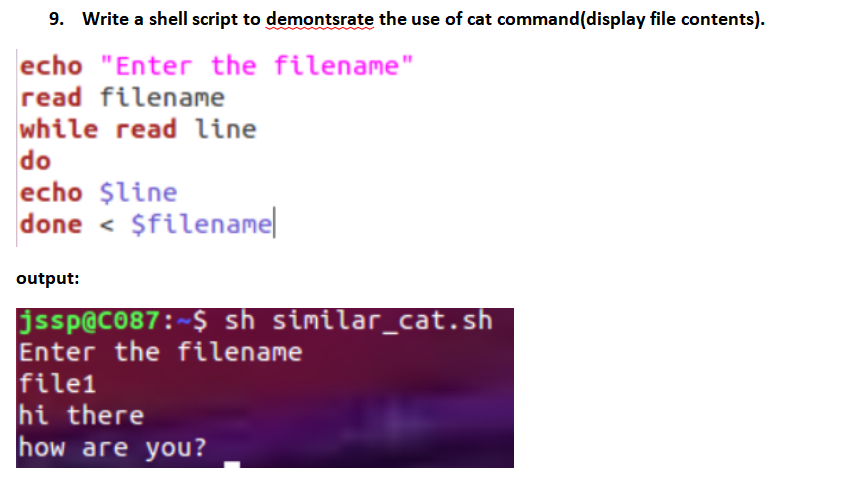 9. Write a shell script to demontsrate the use of cat command(display file contents).
echo "Enter the filename"
read filename
while read line
do
echo $line
done < $filename
output:
jssp@C087:~$ sh similar_cat.sh
Enter the filename
file1
hi there
how are you?